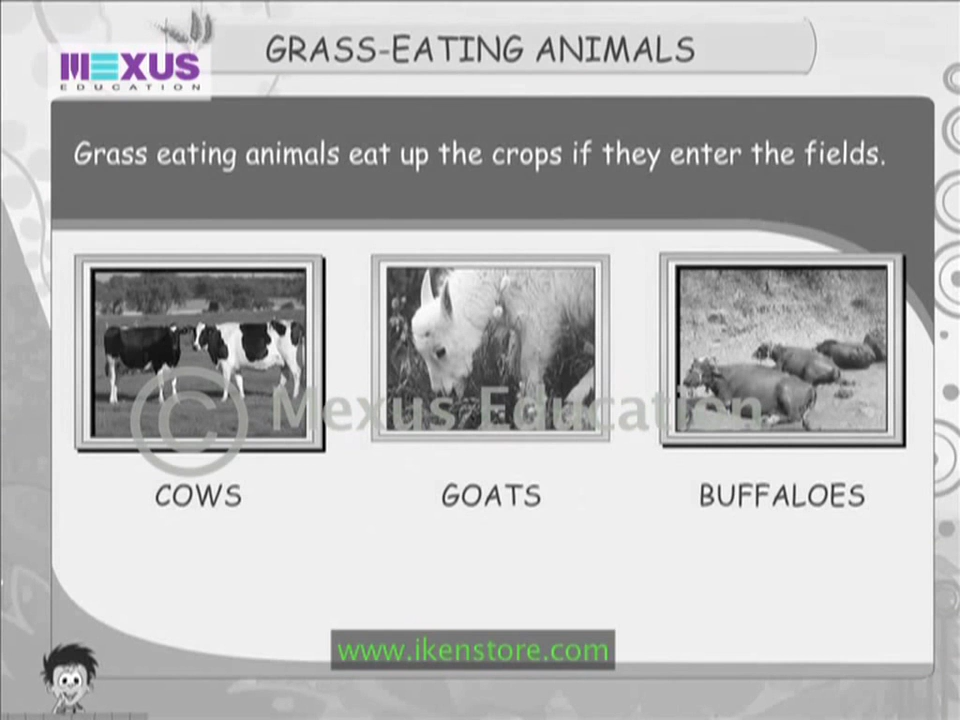 GRASS-EATING ANIMALS
MEXUS
EDUCATION
Grass eating animals eat up the crops if they enter the fields.
© Mexus Education
COWS
GOATS
BUFFALOES
www.ikenstore.com